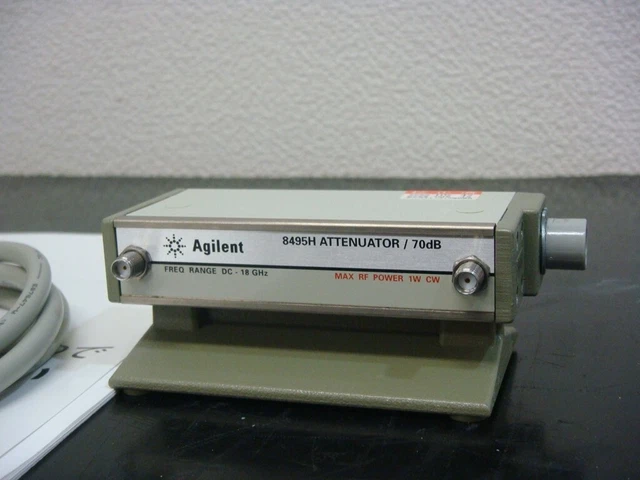 Agilent
8495H ATTENUATOR / 70dB
FREQ RANGE DC - 18 GHz
MAX RF POWER 1W CW